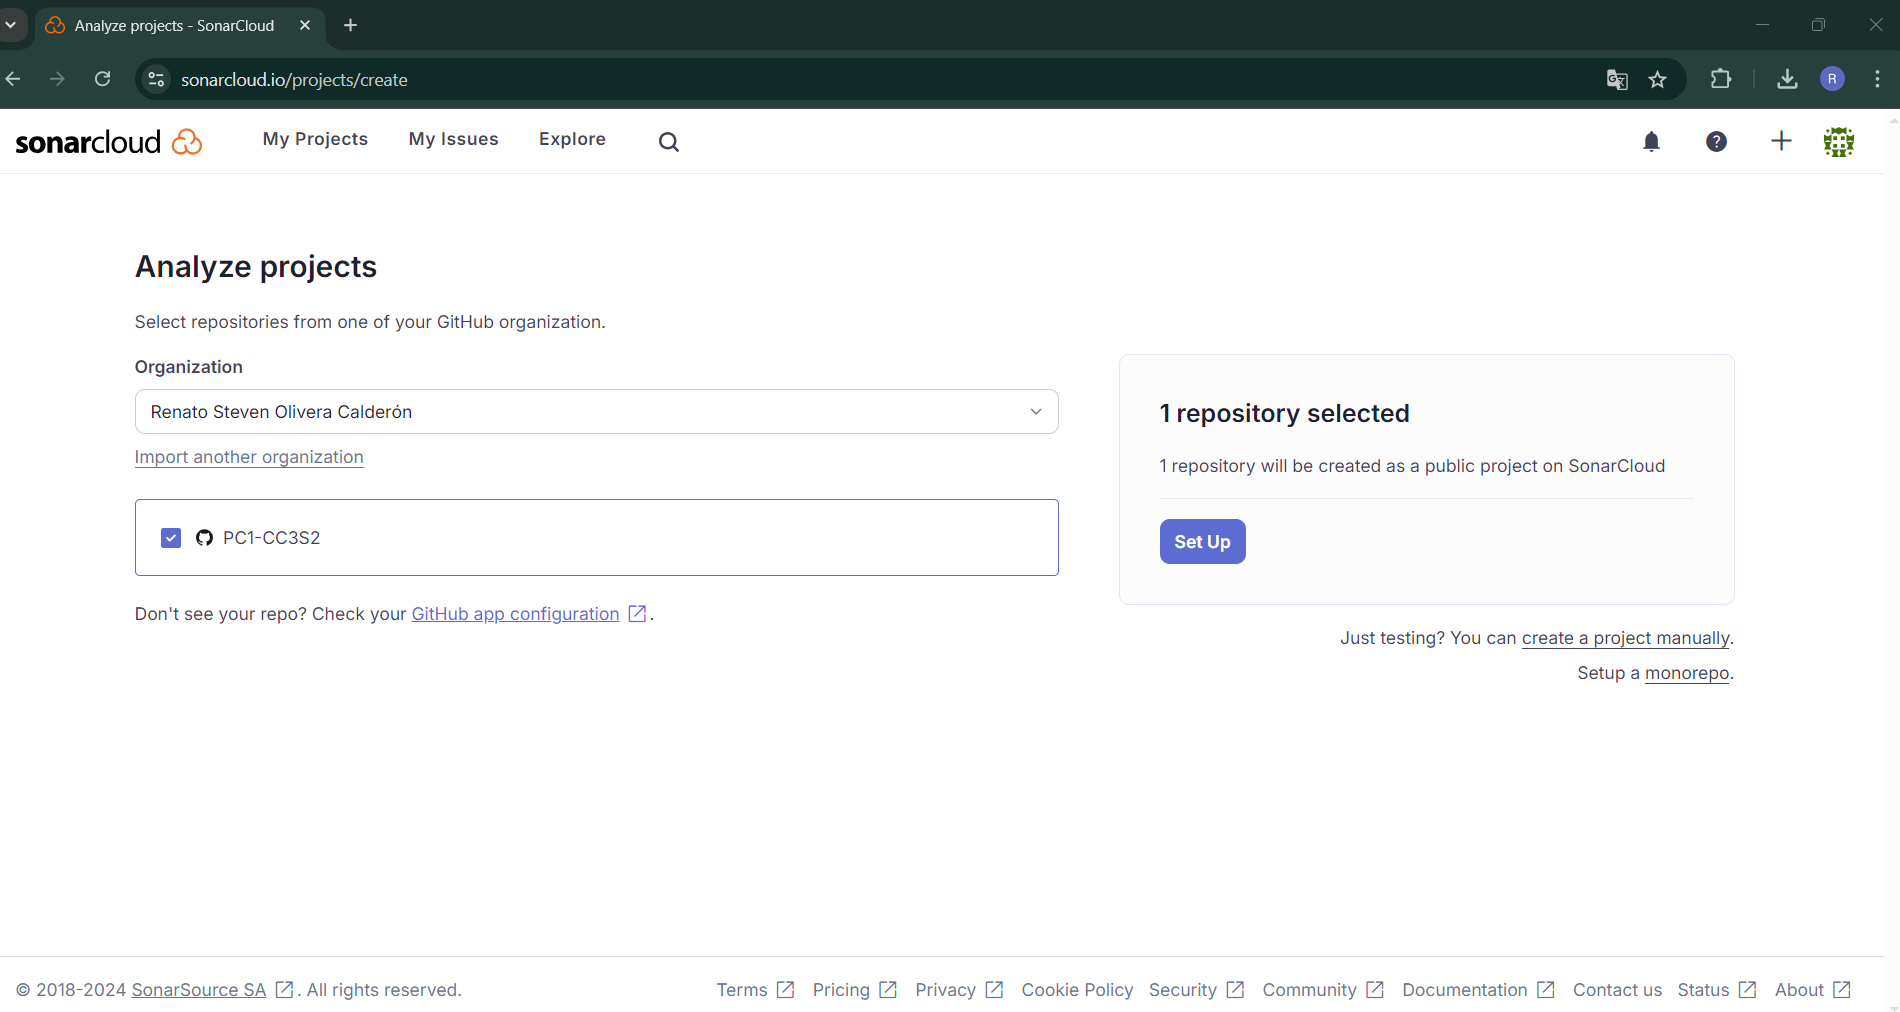 Analyze projects - SonarCloud
sonarcloud.io/projects/create
R
sonarcloud
My Projects
My Issues
Explore
?
Analyze projects
Select repositories from one of your GitHub organization.
Organization
Renato Steven Olivera Calderón
Import another organization
PC1-CC3S2
Don't see your repo? Check your GitHub app configuration .
1 repository selected
1 repository will be created as a public project on SonarCloud
Set Up
Just testing? You can create a project manually.
Setup a monorepo.
© 2018-2024 SonarSource SA . All rights reserved.
Terms
Pricing
Privacy
Cookie Policy
Security
Community
Documentation
Contact us
Status
About